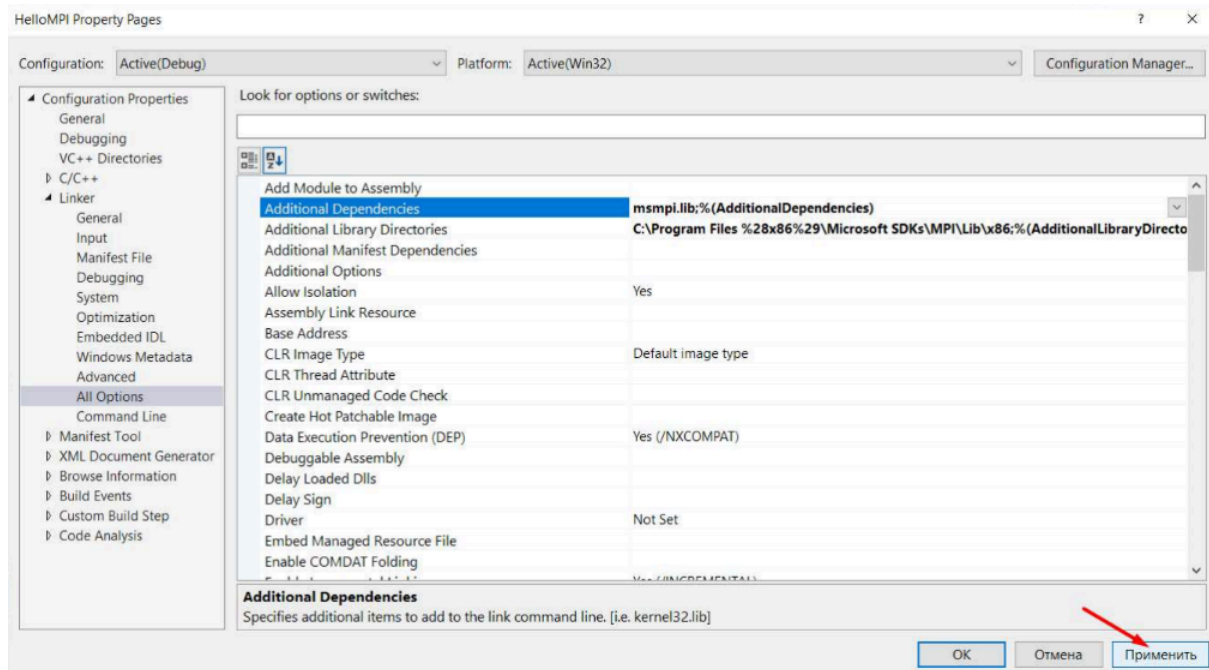 HelloMPI Property Pages
Configuration: Active(Debug) Platform: Active(Win32) Configuration Manager...
Configuration Properties
General
Debugging
VC++ Directories
C/C++
Linker
General
Input
Manifest File
Debugging
System
Optimization
Embedded IDL
Windows Metadata
Advanced
All Options
Command Line
Manifest Tool
XML Document Generator
Browse Information
Build Events
Custom Build Step
Code Analysis
Look for options or switches:
Add Module to Assembly
Additional Dependencies msmpi.lib;%(AdditionalDependencies)
Additional Library Directories C:\Program Files %28x86%29\Microsoft SDKs\MPI\Lib\x86;%(AdditionalLibraryDirecto
Additional Manifest Dependencies
Additional Options
Allow Isolation Yes
Assembly Link Resource
Base Address
CLR Image Type Default image type
CLR Thread Attribute
CLR Unmanaged Code Check
Create Hot Patchable Image
Data Execution Prevention (DEP) Yes (/NXCOMPAT)
Debuggable Assembly
Delay Loaded Dlls
Delay Sign
Driver Not Set
Embed Managed Resource File
Enable COMDAT Folding
Additional Dependencies
Specifies additional items to add to the link command line. [i.e. kernel32.lib]
OK Отмена Применить